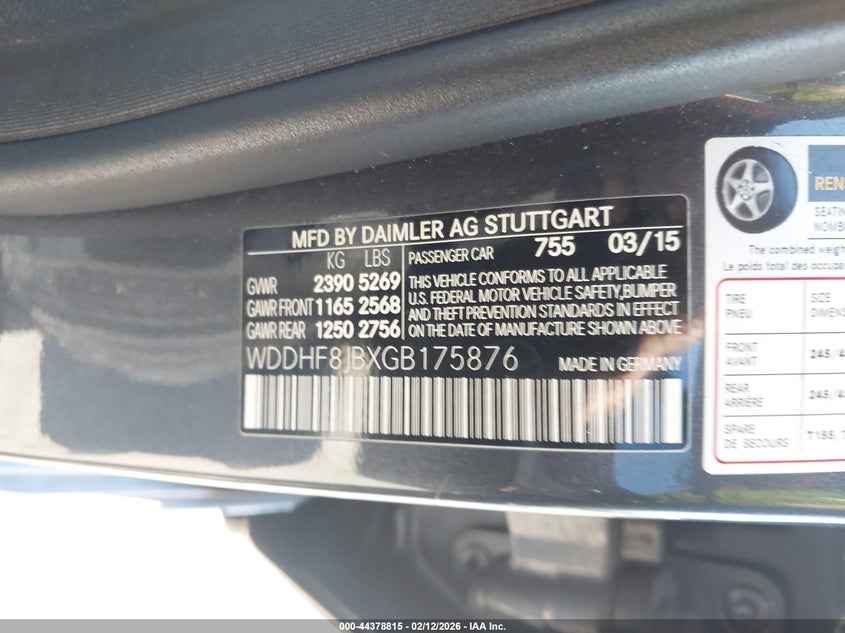 MFD BY DAIMLER AG STUTTGART
KG LBS
GVWR 2390 5269
GAWR FRONT 1165 2568
GAWR REAR 1250 2756
PASSENGER CAR 755 03/15
THIS VEHICLE CONFORMS TO ALL APPLICABLE
U.S. FEDERAL MOTOR VEHICLE SAFETY,BUMPER
AND THEFT PREVENTION STANDARDS IN EFFECT
ON THE DATE OF MANUFACTURE SHOWN ABOVE
WDDHF8JBXGB175876 MADE IN GERMANY
The combined
Le poids total des
TIRE SIZE
PNEU
FRONT
AVANT
REAR
ARRIÈRE
SPARE
DE SECOURS
000-44378815 - 02/12/2026 - IAA Inc.